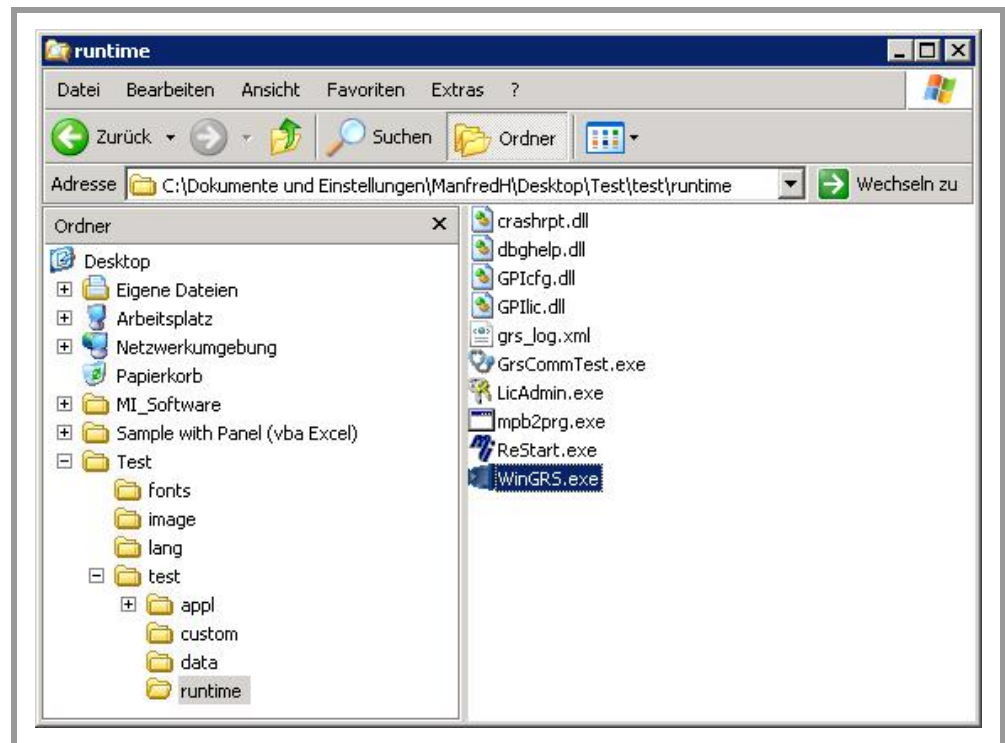 runtime
Datei Bearbeiten Ansicht Favoriten Extras ?
Zurück Suchen Ordner
Adresse C:\Dokumente und Einstellungen\ManfredH\Desktop\Test\test\runtime Wechseln zu
Ordner
Desktop
Eigene Dateien
Arbeitsplatz
Netzwerkumgebung
Papierkorb
MI_Software
Sample with Panel (vba Excel)
Test
fonts
image
lang
test
appl
custom
data
runtime
crashrpt.dll
dbghelp.dll
GPIcfg.dll
GPIlic.dll
grs_log.xml
GrsCommTest.exe
LicAdmin.exe
mpb2prg.exe
ReStart.exe
WinGRS.exe